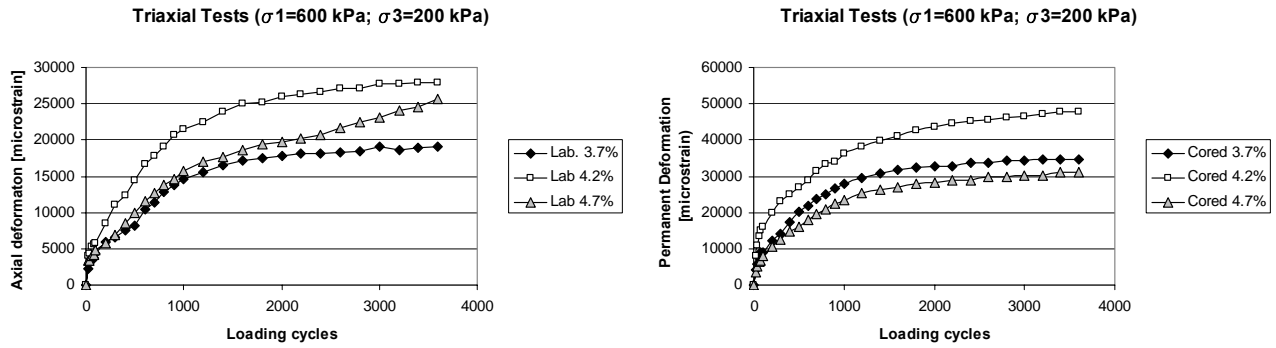 Triaxial Tests (σ1=600 kPa; σ3=200 kPa)
Axial deformaton [microstrain]
30000
25000
20000
15000
10000
5000
0
0 1000 2000 3000 4000
Loading cycles
Lab. 3.7%
Lab 4.2%
Lab 4.7%
Triaxial Tests (σ1=600 kPa; σ3=200 kPa)
Permanent Deformation
[microstrain)
60000
50000
40000
30000
20000
10000
0
0 1000 2000 3000 4000
Loading cycles
Cored 3.7%
Cored 4.2%
Cored 4.7%